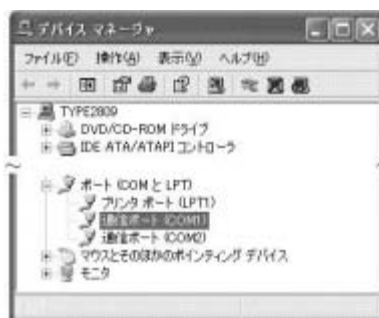 デバイス マネージャ
ファイル(F) 操作(A) 表示(V) ヘルプ(H)
TYPE2809
DVD/CD-ROM ドライブ
IDE ATA/ATAPI コントローラ
ポート (COM と LPT)
プリンタ ポート (LPT1)
通信ポート (COM1)
通信ポート (COM2)
マウスとそのほかのポインティング デバイス
モニタ